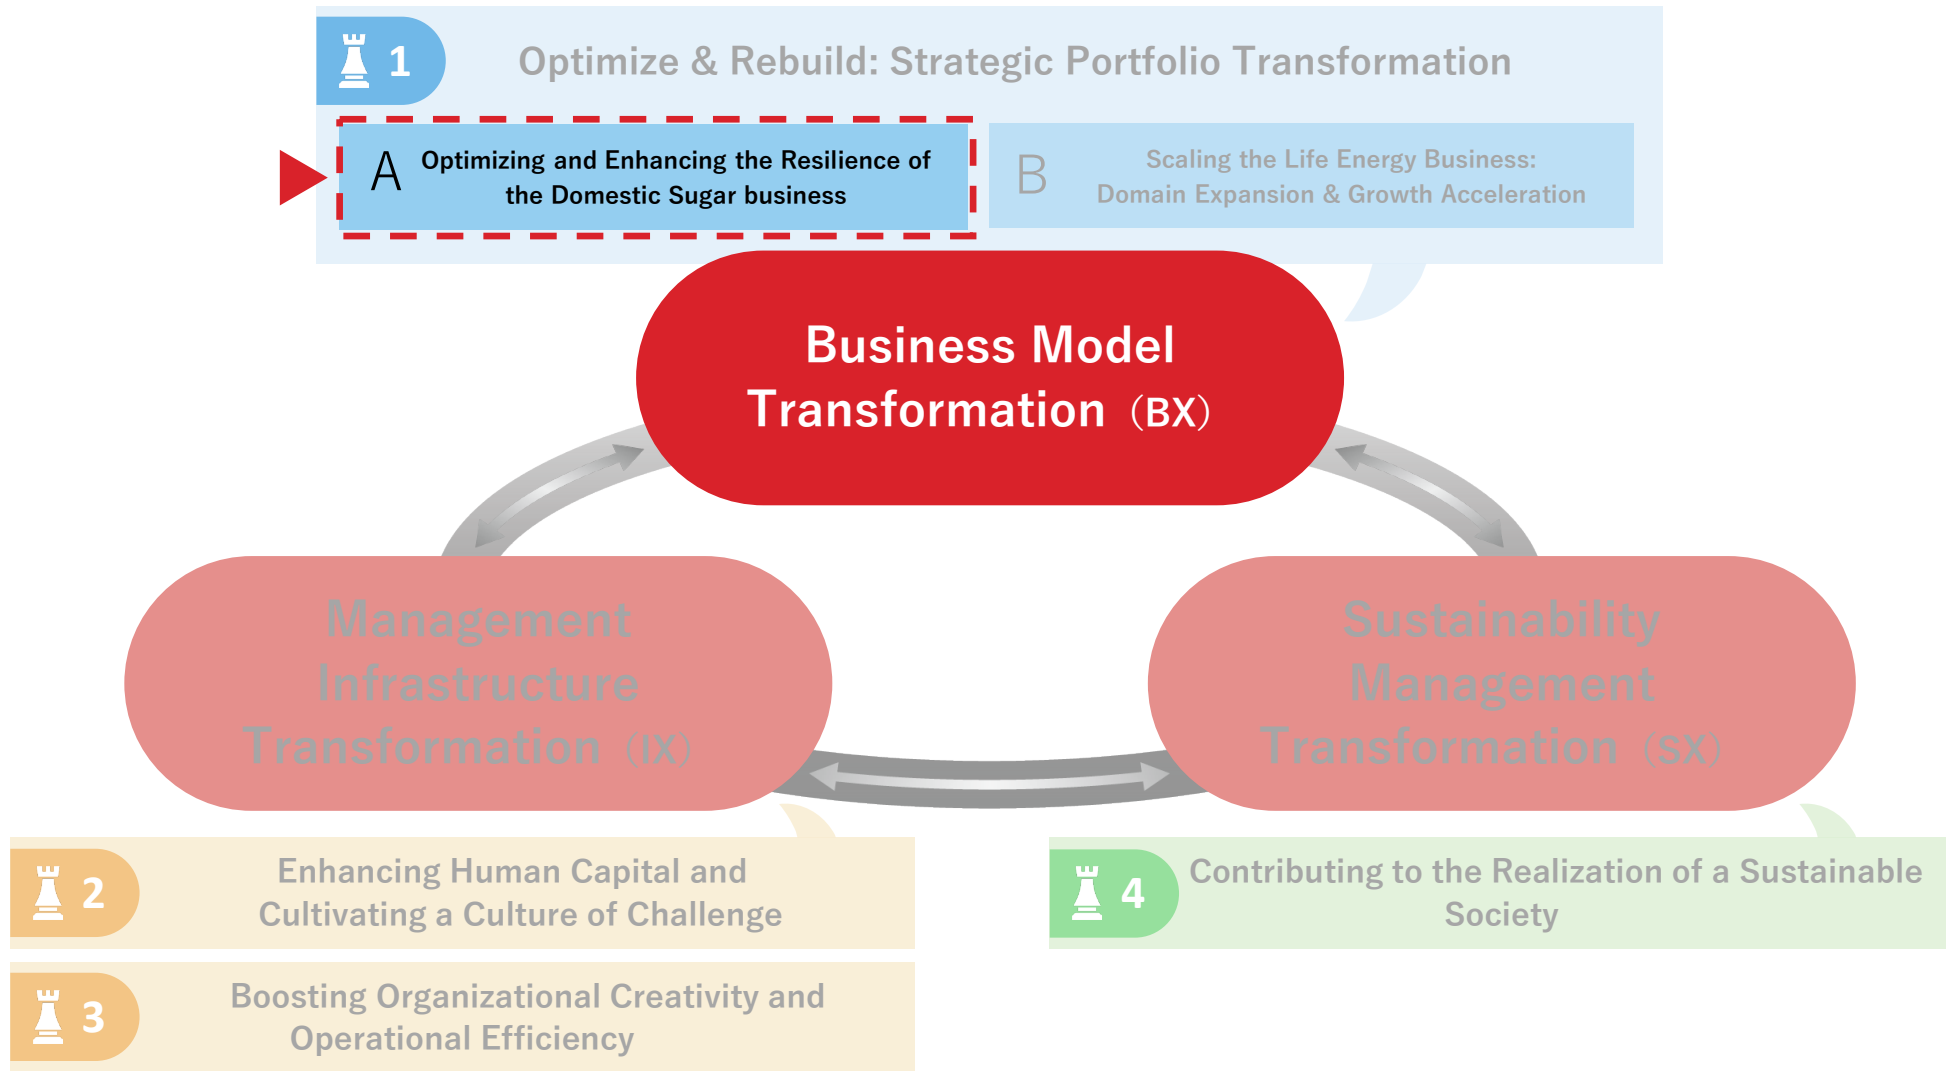 1
Optimize & Rebuild: Strategic Portfolio Transformation
A
Optimizing and Enhancing the Resilience of
the Domestic Sugar business
B
Scaling the Life Energy Business:
Domain Expansion & Growth Acceleration
Business Model
Transformation（BX）
Management
Infrastructure
Transformation（IX）
Sustainability
Management
Transformation（SX）
2
Enhancing Human Capital and
Cultivating a Culture of Challenge
3
Boosting Organizational Creativity and
Operational Efficiency
4
Contributing to the Realization of a Sustainable
Society